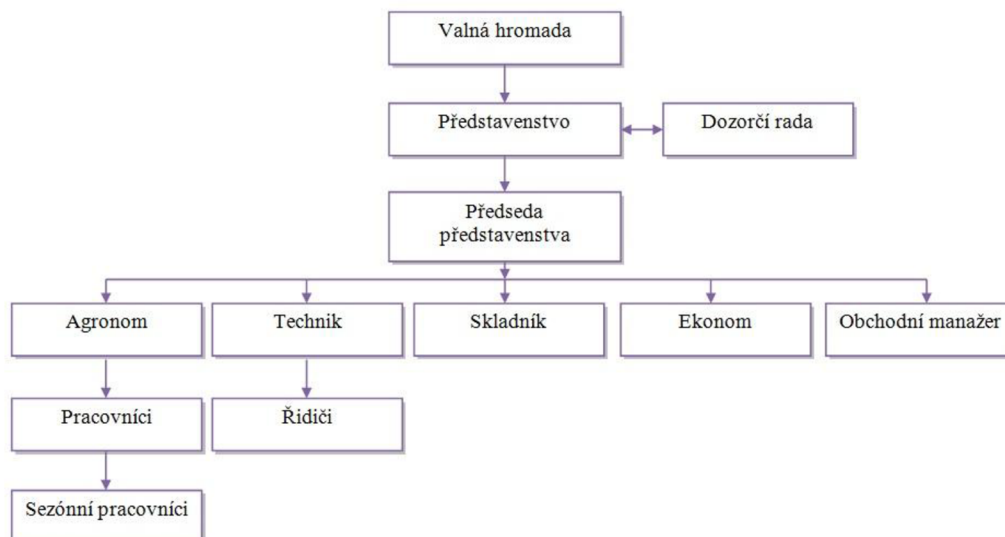 Valná hromada
Představenstvo
Dozorčí rada
Předseda
představenstva
Agronom
Technik
Skladník
Ekonom
Obchodní manažer
Pracovníci
Řidiči
Sezónní pracovníci